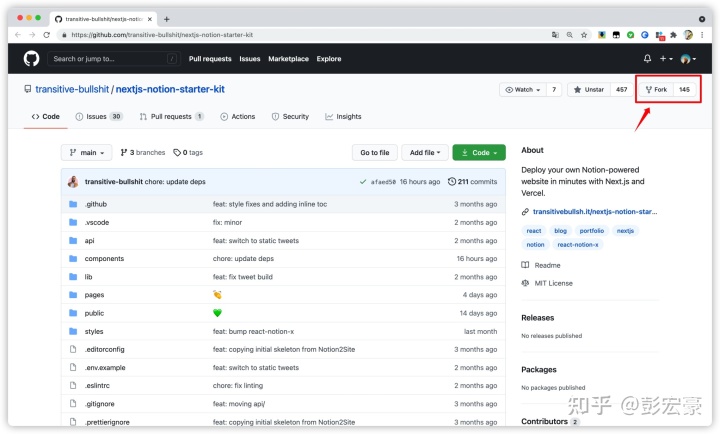 transitive-bullshit/nextjs-notio
https://github.com/transitive-bullshit/nextjs-notion-starter-kit
Search or jump to...
/
Pull requests Issues Marketplace Explore
transitive-bullshit / nextjs-notion-starter-kit
Watch 7 Unstar 457 Fork 145
Code Issues 30 Pull requests 1 Actions Security Insights
main 3 branches 0 tags Go to file Add file Code
transitive-bullshit chore: update deps afaed50 16 hours ago 211 commits
.github feat: style fixes and adding inline toc 3 months ago
.vscode fix: minor 2 months ago
api feat: switch to static tweets 2 months ago
components chore: update deps 16 hours ago
lib feat: fix tweet build 2 months ago
pages 👏 4 days ago
public 💚 14 days ago
styles feat: bump react-notion-x last month
.editorconfig feat: copying initial skeleton from Notion2Site 3 months ago
.env.example feat: switch to static tweets 2 months ago
.eslintrc chore: fix linting 2 months ago
.gitignore feat: moving api/ 3 months ago
.prettierignore feat: copying initial skeleton from Notion2Site 3 months ago
About
Deploy your own Notion-powered
website in minutes with Next.js and
Vercel.
transitivebullsh.it/nextjs-notion-star...
react blog portfolio nextjs
notion react-notion-x
Readme
MIT License
Releases
No releases published
Packages
No packages published
Contributors 2
知乎 @彭宏豪